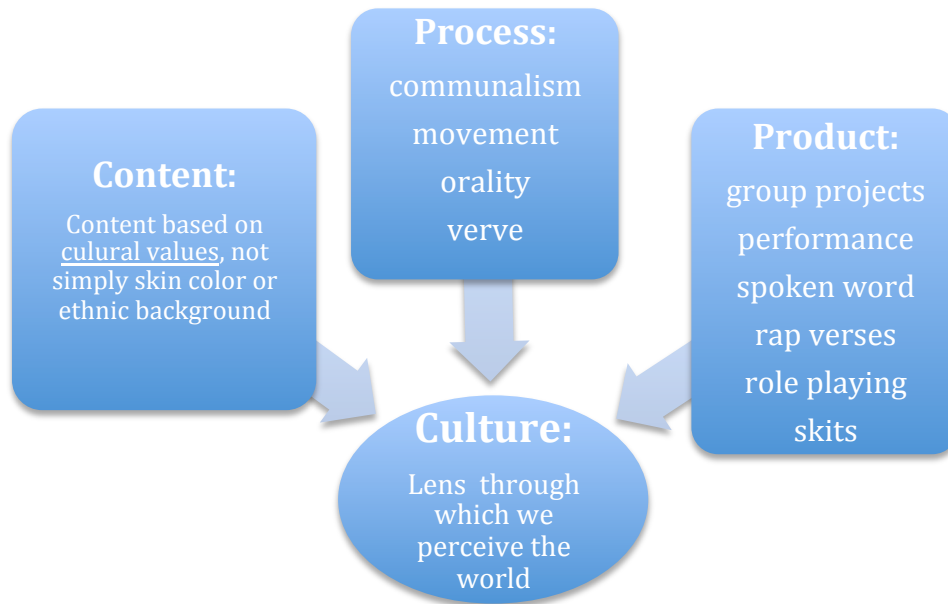 Content:
Content based on
culural values, not
simply skin color or
ethnic background
Process:
communalism
movement
orality
verve
Product:
group projects
performance
spoken word
rap verses
role playing
skits
Culture:
Lens through
which we
perceive the
world